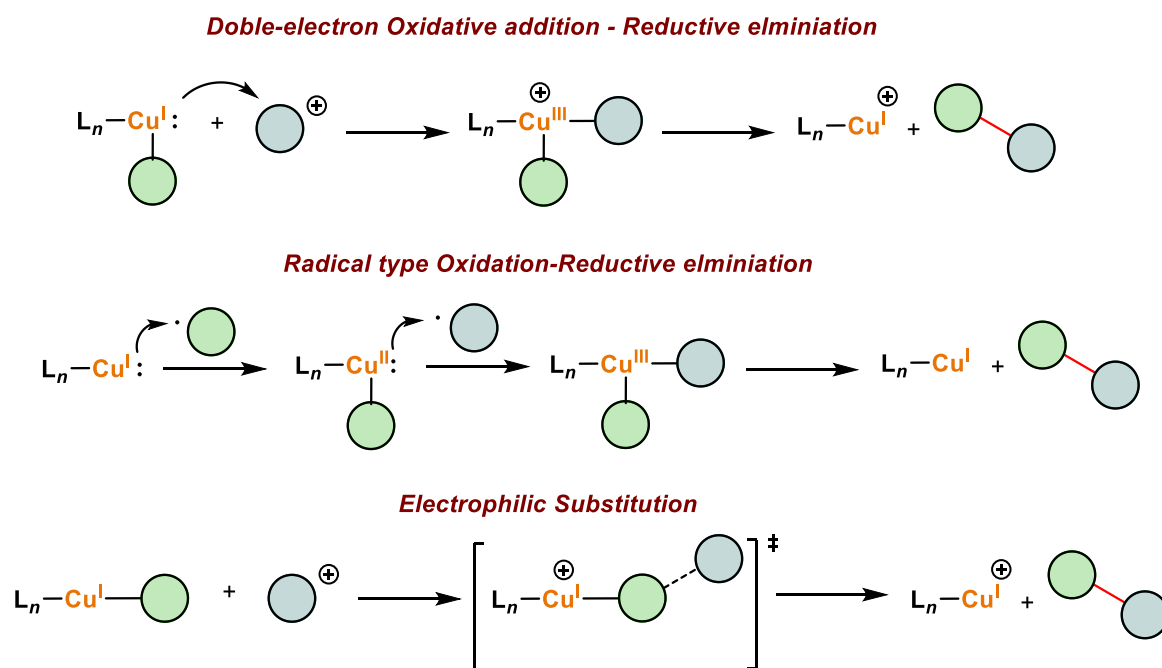 Doble-electron Oxidative addition - Reductive elminiation
Ln CuI : + ⊕ Ln CuIII ⊕ Ln CuI ⊕ +
Radical type Oxidation-Reductive elminiation
Ln CuI : · Ln CuII : · Ln CuIII Ln CuI +
Electrophilic Substitution
Ln CuI + ⊕ Ln CuI ⊕ ‡ Ln CuI ⊕ +